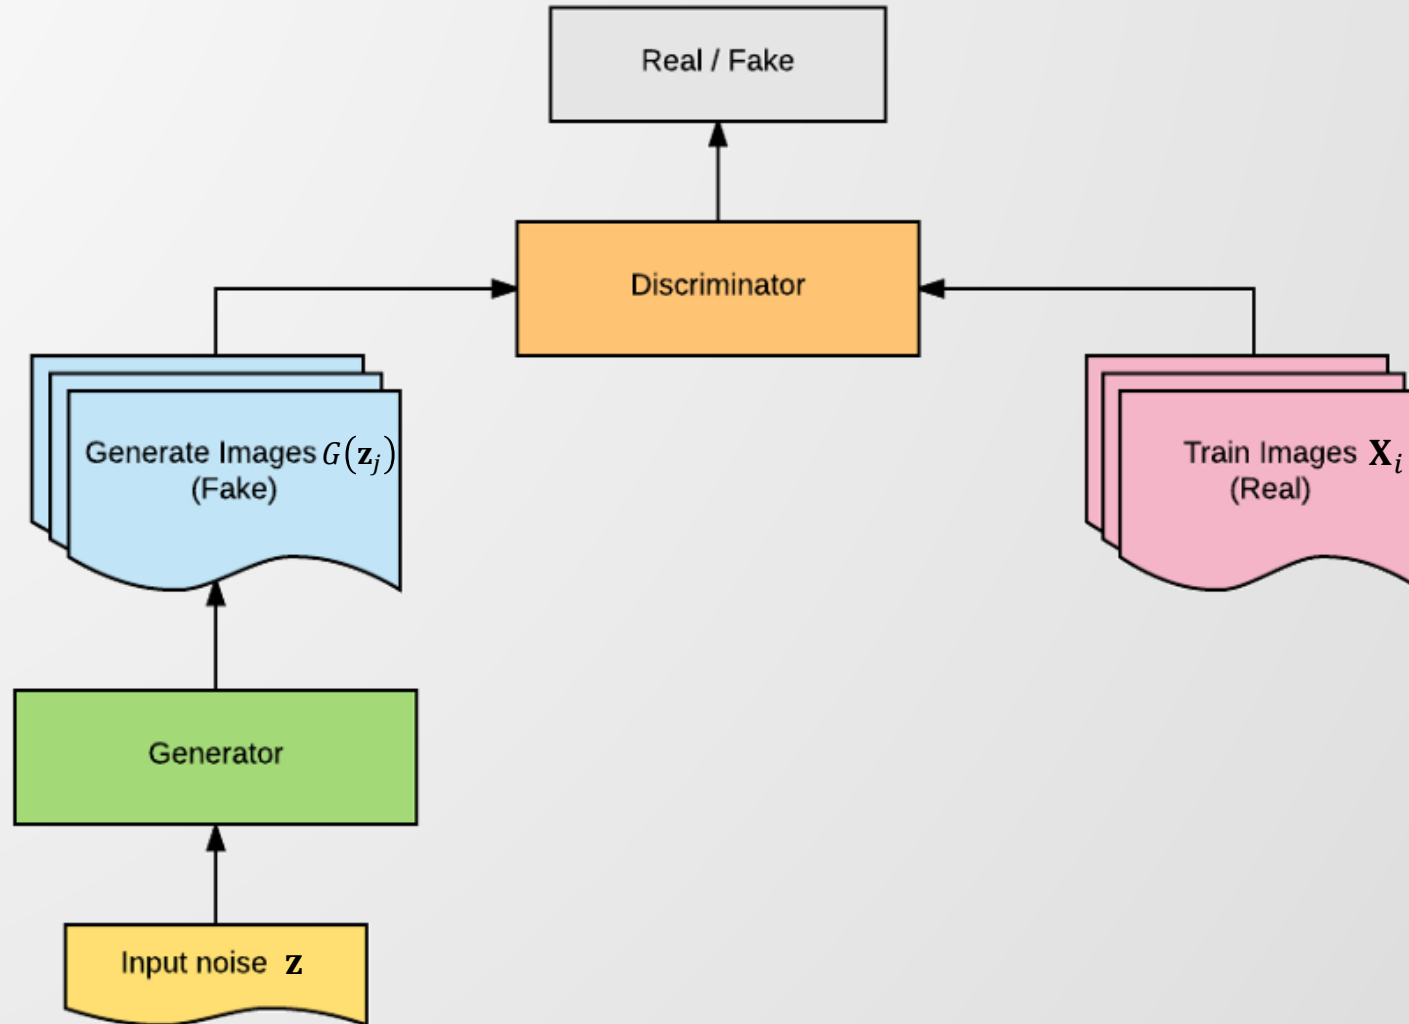 Real / Fake
Discriminator
Generate Images G(𝐳ⱼ)
(Fake)
Train Images 𝐗ᵢ
(Real)
Generator
Input noise 𝐳